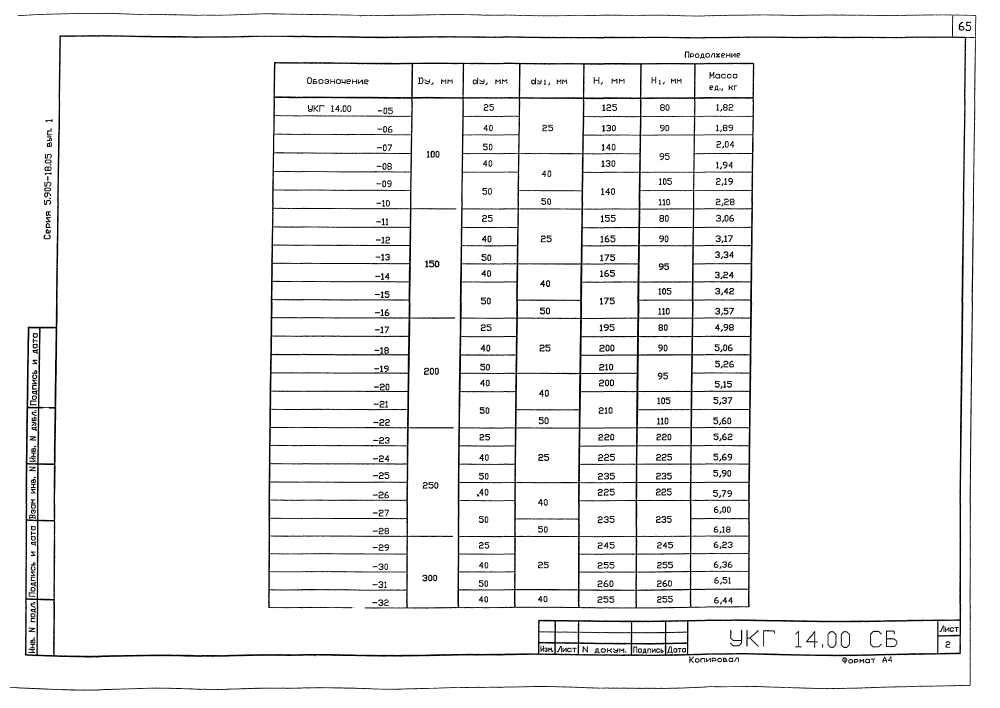 65
Продолжение
Обозначение Dу, мм dу, мм dу1, мм H, мм H1, мм Масса ед., кг
УКГ 14.00 -05 100 25 25 125 80 1,82
-06 40 130 90 1,89
-07 50 140 95 2,04
-08 40 40 130 1,94
-09 50 140 105 2,19
-10 50 110 2,28
-11 150 25 25 155 80 3,06
-12 40 165 90 3,17
-13 50 175 95 3,34
-14 40 40 165 3,24
-15 50 175 105 3,42
-16 50 110 3,57
-17 200 25 25 195 80 4,98
-18 40 200 90 5,06
-19 50 210 95 5,26
-20 40 40 200 5,15
-21 50 210 105 5,37
-22 50 110 5,60
-23 250 25 25 220 220 5,62
-24 40 225 225 5,69
-25 50 235 235 5,90
-26 40 40 225 225 5,79
-27 50 235 235 6,00
-28 50 6,18
-29 300 25 25 245 245 6,23
-30 40 255 255 6,36
-31 50 260 260 6,51
-32 40 40 255 255 6,44
Серия 5.905-18.05 вып. 1
Подпись и дата
Инв. N дубл.
Взам инв. N
Подпись и дата
Инв. N подл.
Изм. Лист N докум. Подпись Дата
УКГ 14.00 СБ
Лист
2
Копировал Формат А4